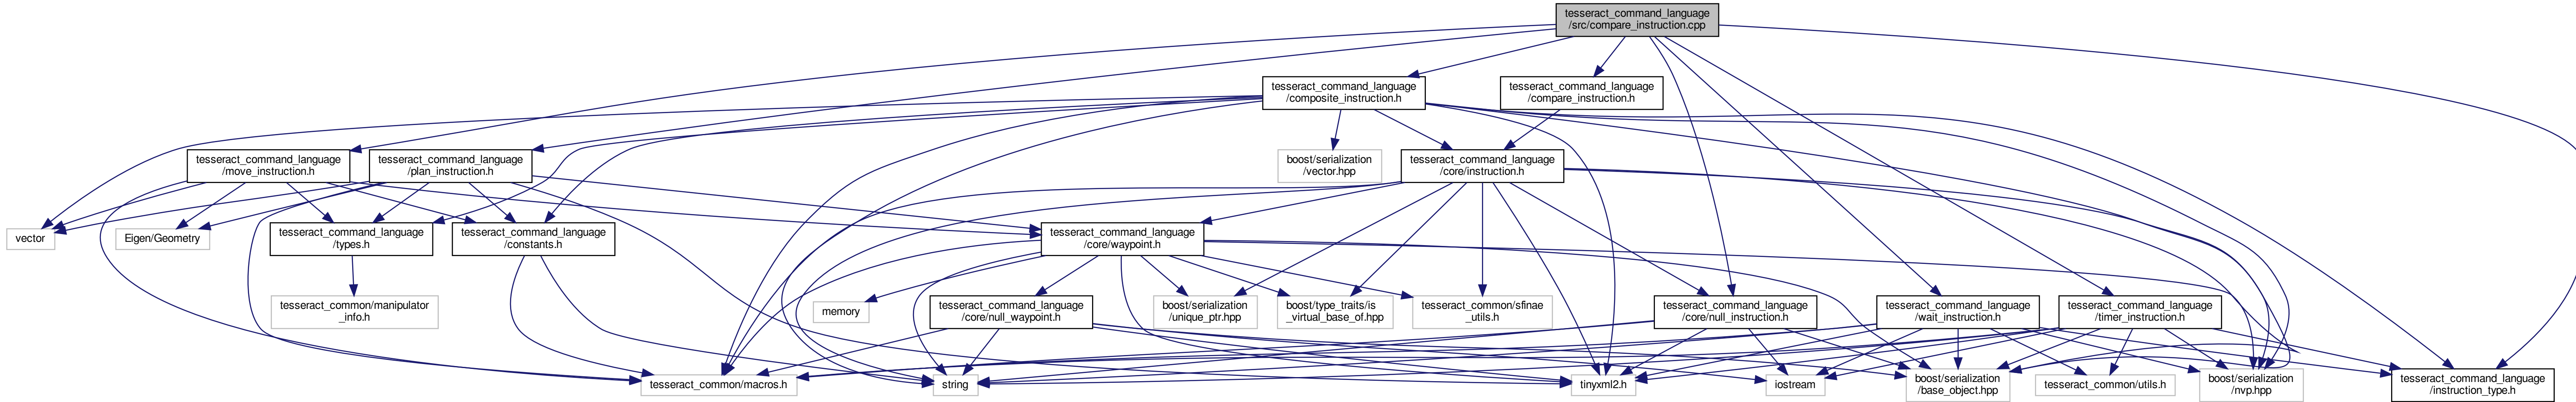 tesseract_command_language
/src/compare_instruction.cpp
tesseract_command_language
/composite_instruction.h
tesseract_command_language
/compare_instruction.h
tesseract_command_language
/move_instruction.h
tesseract_command_language
/plan_instruction.h
boost/serialization
/vector.hpp
tesseract_command_language
/core/instruction.h
vector
Eigen/Geometry
tesseract_command_language
/types.h
tesseract_command_language
/constants.h
tesseract_command_language
/core/waypoint.h
tesseract_common/manipulator
_info.h
memory
tesseract_command_language
/core/null_waypoint.h
boost/serialization
/unique_ptr.hpp
boost/type_traits/is
_virtual_base_of.hpp
tesseract_common/sfinae
_utils.h
tesseract_command_language
/core/null_instruction.h
tesseract_command_language
/wait_instruction.h
tesseract_command_language
/timer_instruction.h
tesseract_common/macros.h
string
tinyxml2.h
iostream
boost/serialization
/base_object.hpp
tesseract_common/utils.h
boost/serialization
/nvp.hpp
tesseract_command_language
/instruction_type.h